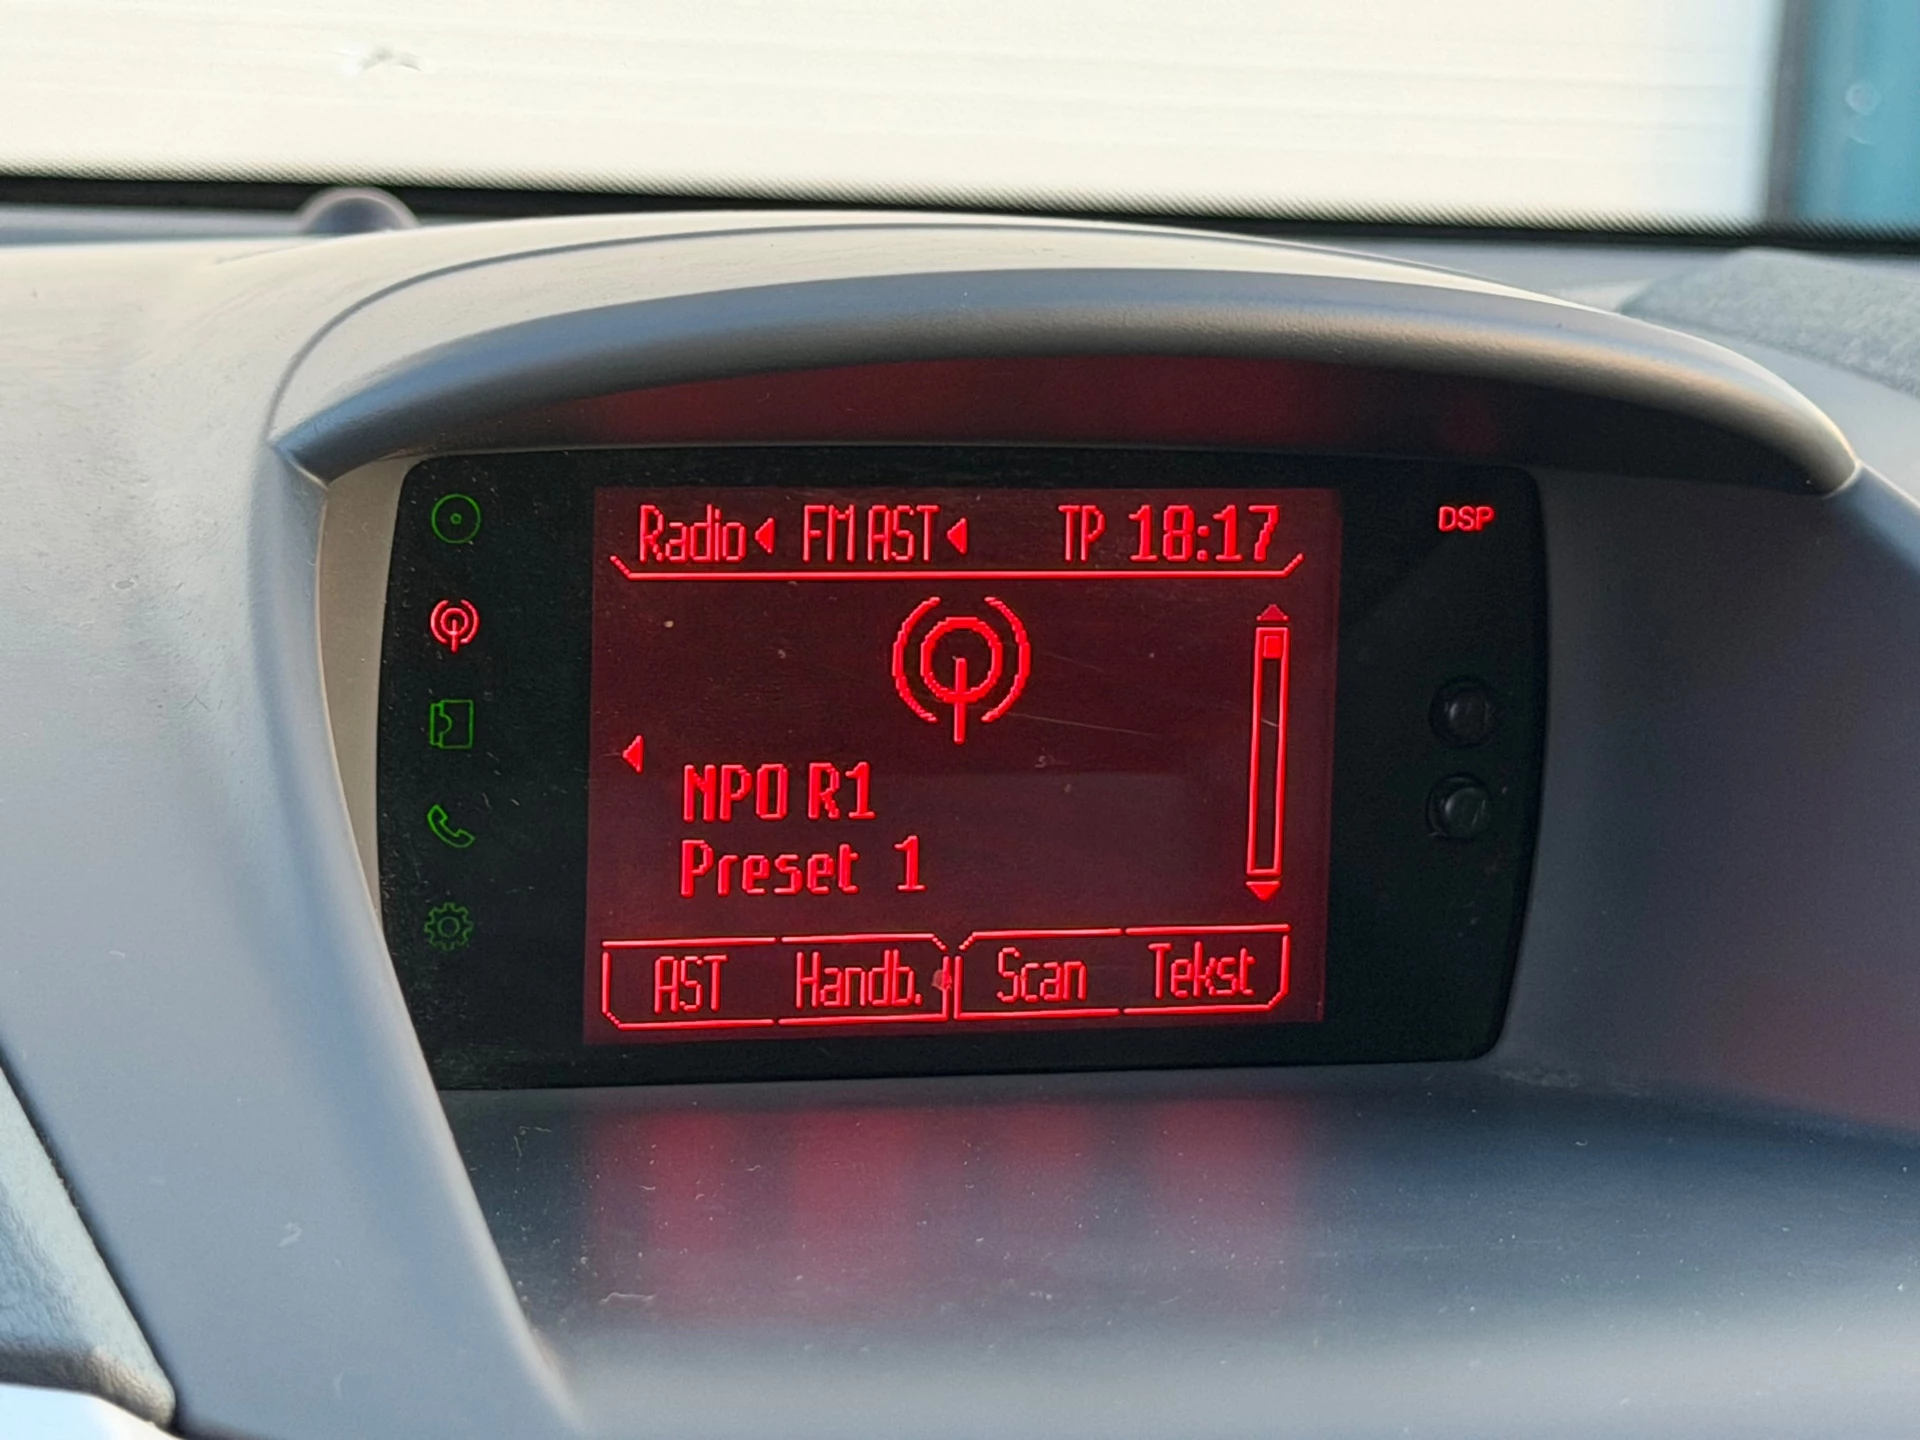 Radio FM AST TP 18:17
DSP
NPO R1
Preset 1
AST Handb. Scan Tekst